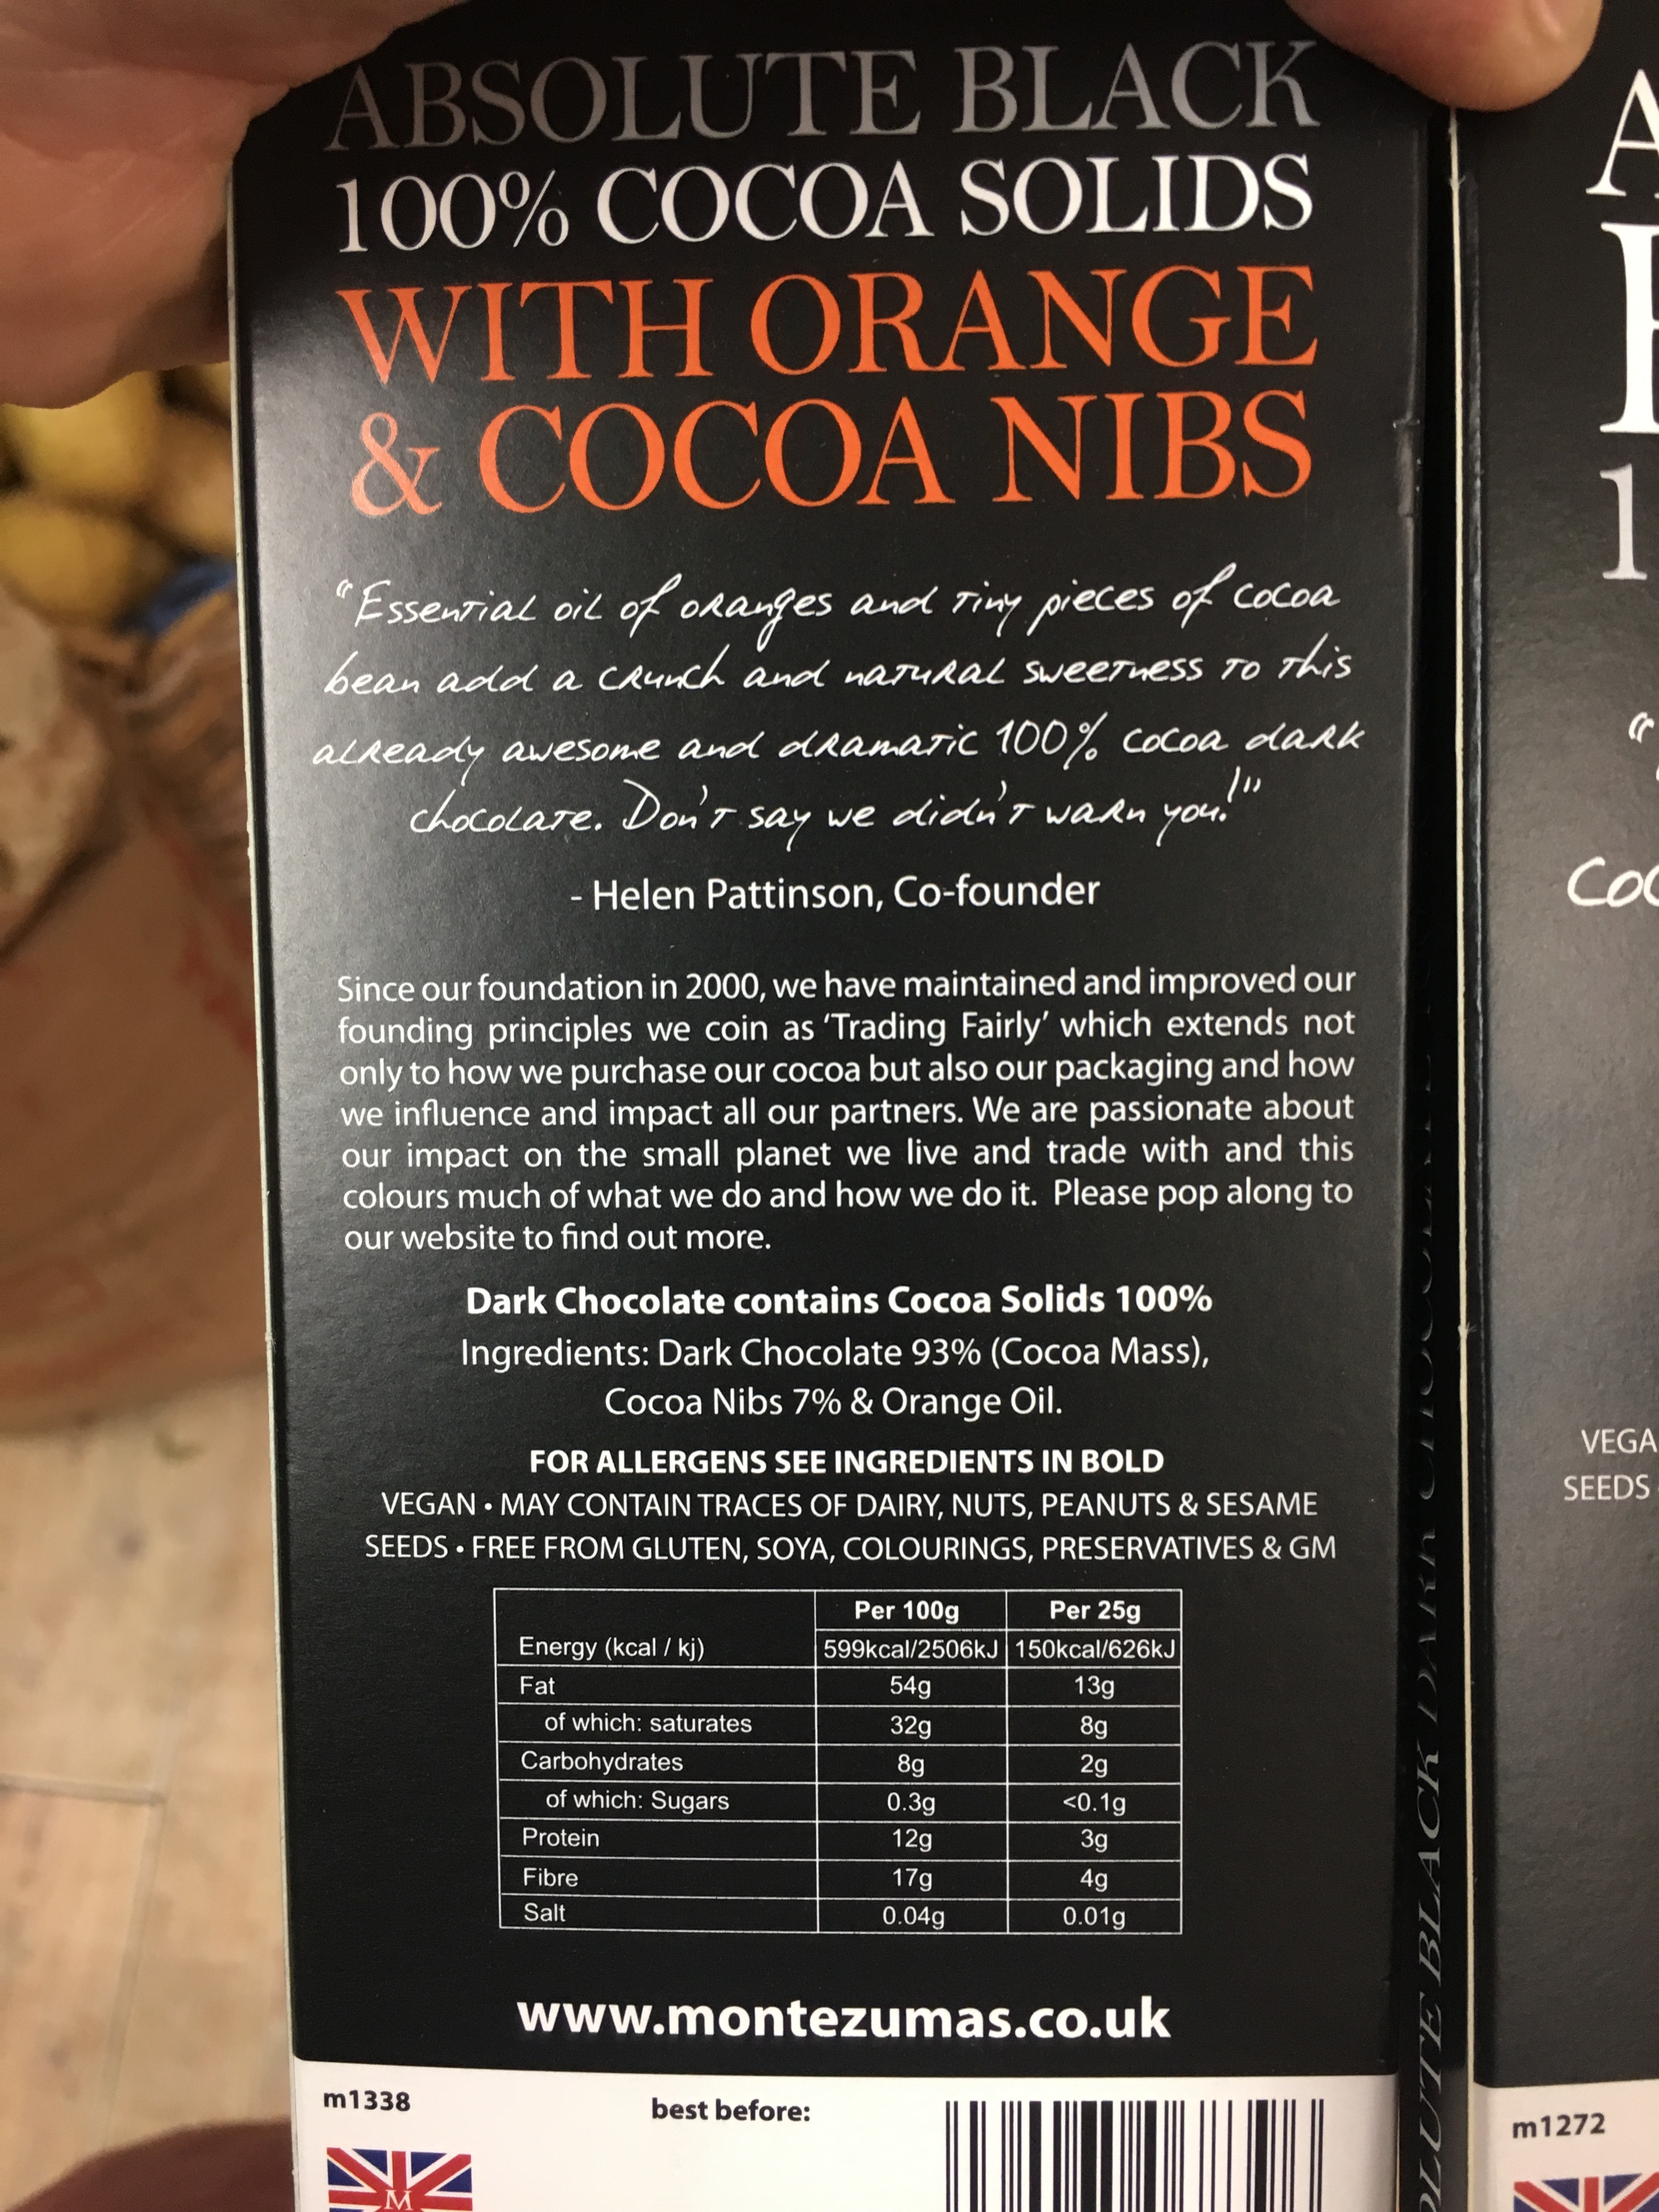 ABSOLUTE BLACK
100% COCOA SOLIDS
WITH ORANGE
& COCOA NIBS
“Essential oil of oranges and tiny pieces of cocoa
bean add a crunch and natural sweetness to this
already awesome and dramatic 100% cocoa dark
chocolate. Don't say we didn't warn you!”
- Helen Pattinson, Co-founder
Since our foundation in 2000, we have maintained and improved our
founding principles we coin as ‘Trading Fairly’ which extends not
only to how we purchase our cocoa but also our packaging and how
we influence and impact all our partners. We are passionate about
our impact on the small planet we live and trade with and this
colours much of what we do and how we do it. Please pop along to
our website to find out more.
Dark Chocolate contains Cocoa Solids 100%
Ingredients: Dark Chocolate 93% (Cocoa Mass),
Cocoa Nibs 7% & Orange Oil.
FOR ALLERGENS SEE INGREDIENTS IN BOLD
VEGAN • MAY CONTAIN TRACES OF DAIRY, NUTS, PEANUTS & SESAME
SEEDS • FREE FROM GLUTEN, SOYA, COLOURINGS, PRESERVATIVES & GM
Per 100g Per 25g
Energy (kcal / kj) 599kcal/2506kJ 150kcal/626kJ
Fat 54g 13g
of which: saturates 32g 8g
Carbohydrates 8g 2g
of which: Sugars 0.3g <0.1g
Protein 12g 3g
Fibre 17g 4g
Salt 0.04g 0.01g
www.montezumas.co.uk
m1338
best before:
M
BLACK DARK CHOCOLATE
SEEDS
m1272